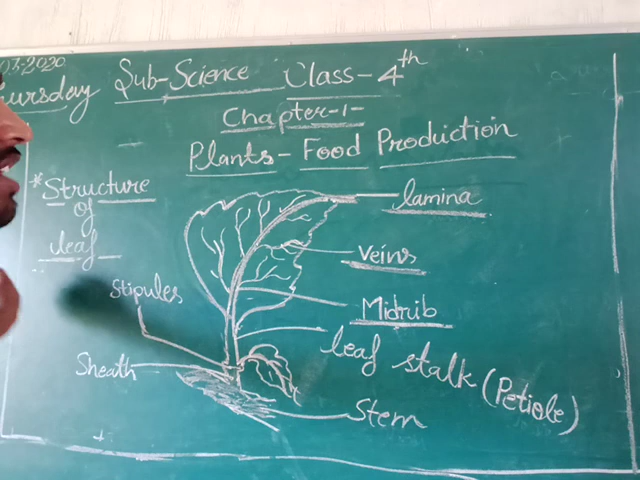 03-2020
Thursday Sub-Science Class-4th
Chapter-1-
Plants-Food Production
*Structure
of
leaf
lamina
Veins
Stipules
Midrib
leaf stalk (Petiole)
Sheath
Stem